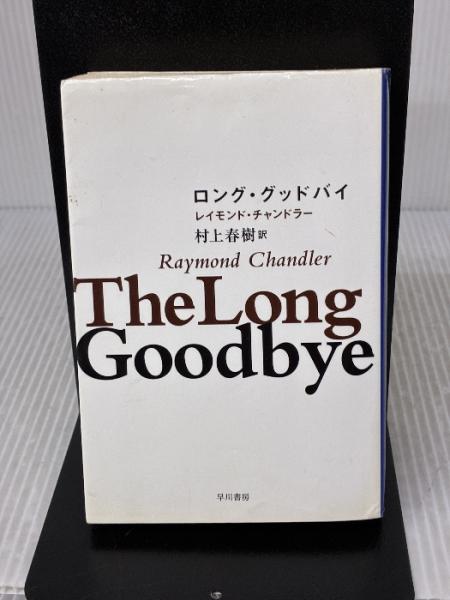 ロング・グッドバイ
レイモンド・チャンドラー
村上春樹 訳
Raymond Chandler
The Long
Goodbye
早川書房